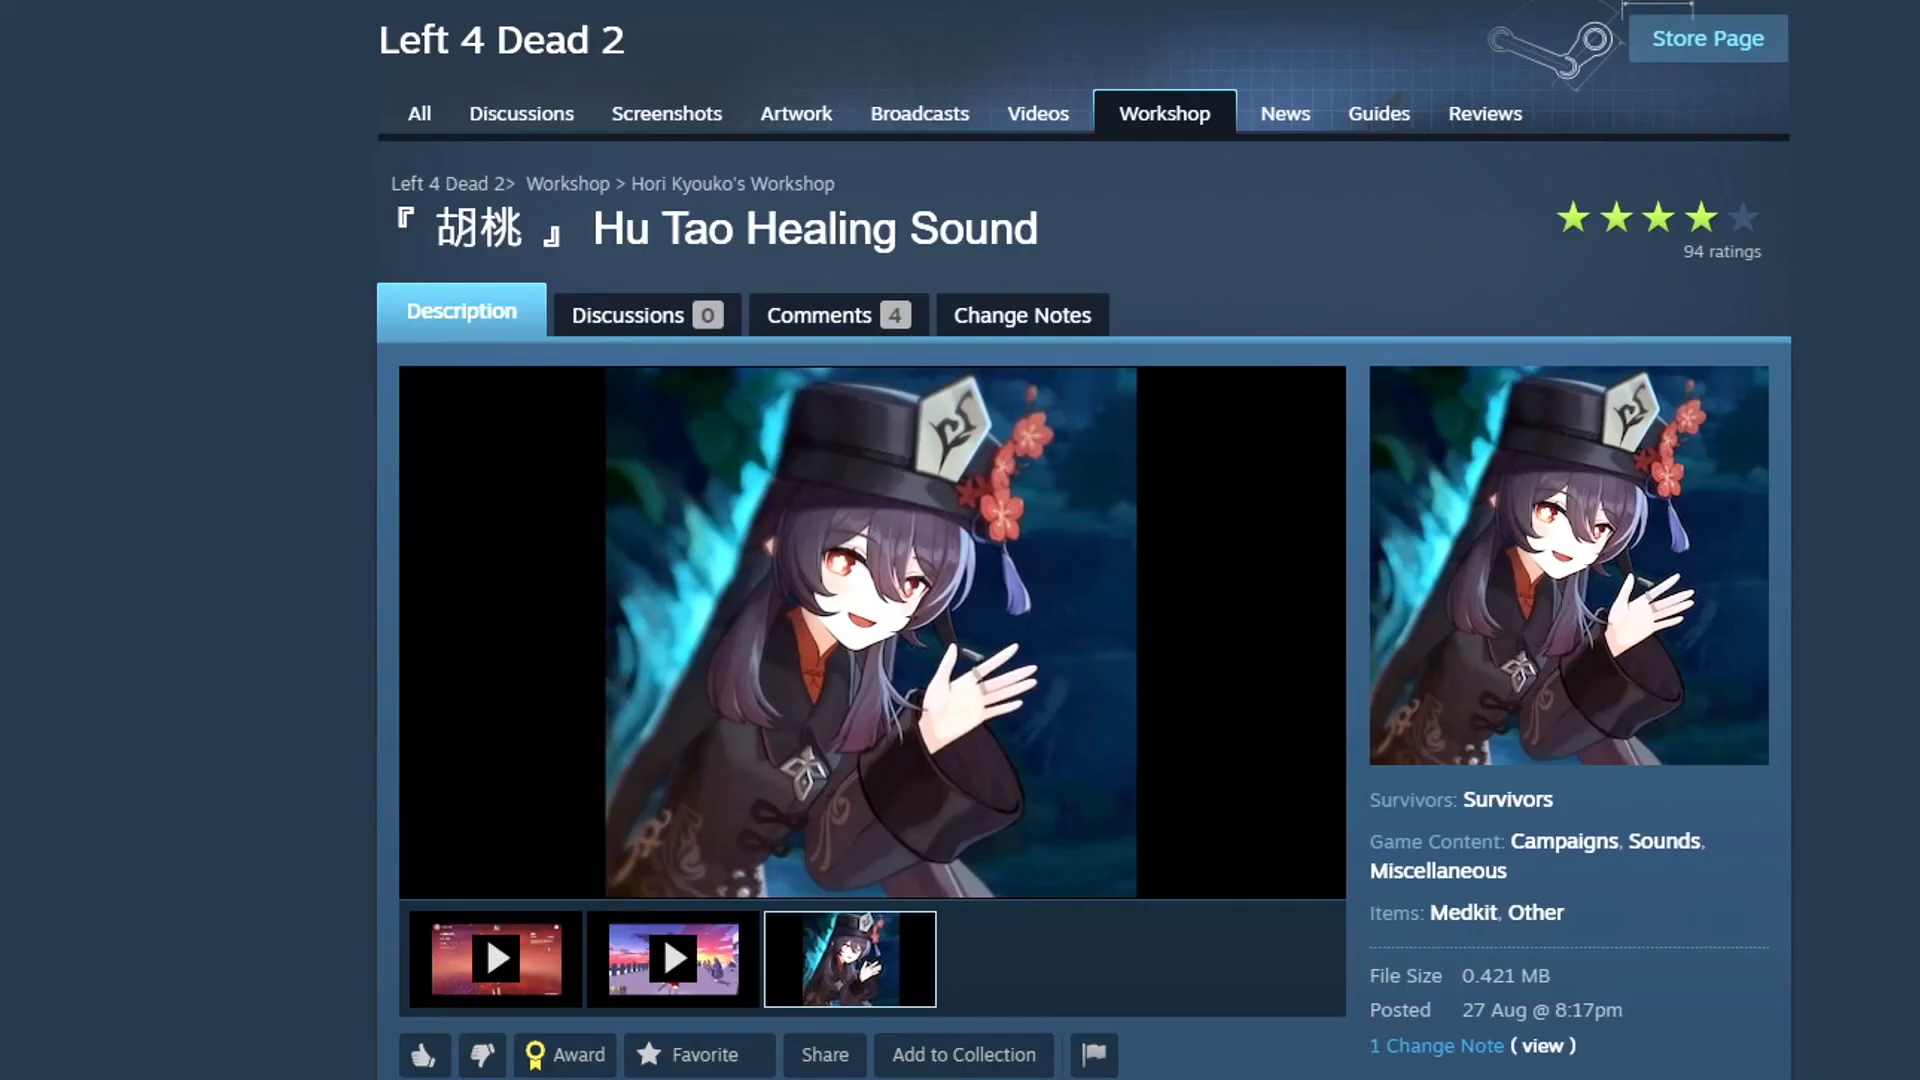 Left 4 Dead 2
Store Page
All Discussions Screenshots Artwork Broadcasts Videos Workshop News Guides Reviews
Left 4 Dead 2> Workshop > Hori Kyouko's Workshop
『 胡桃 』 Hu Tao Healing Sound
94 ratings
Description Discussions 0 Comments 4 Change Notes
Survivors: Survivors
Game Content: Campaigns, Sounds,
Miscellaneous
Items: Medkit, Other
File Size 0.421 MB
Posted 27 Aug @ 8:17pm
1 Change Note ( view )
Award Favorite Share Add to Collection